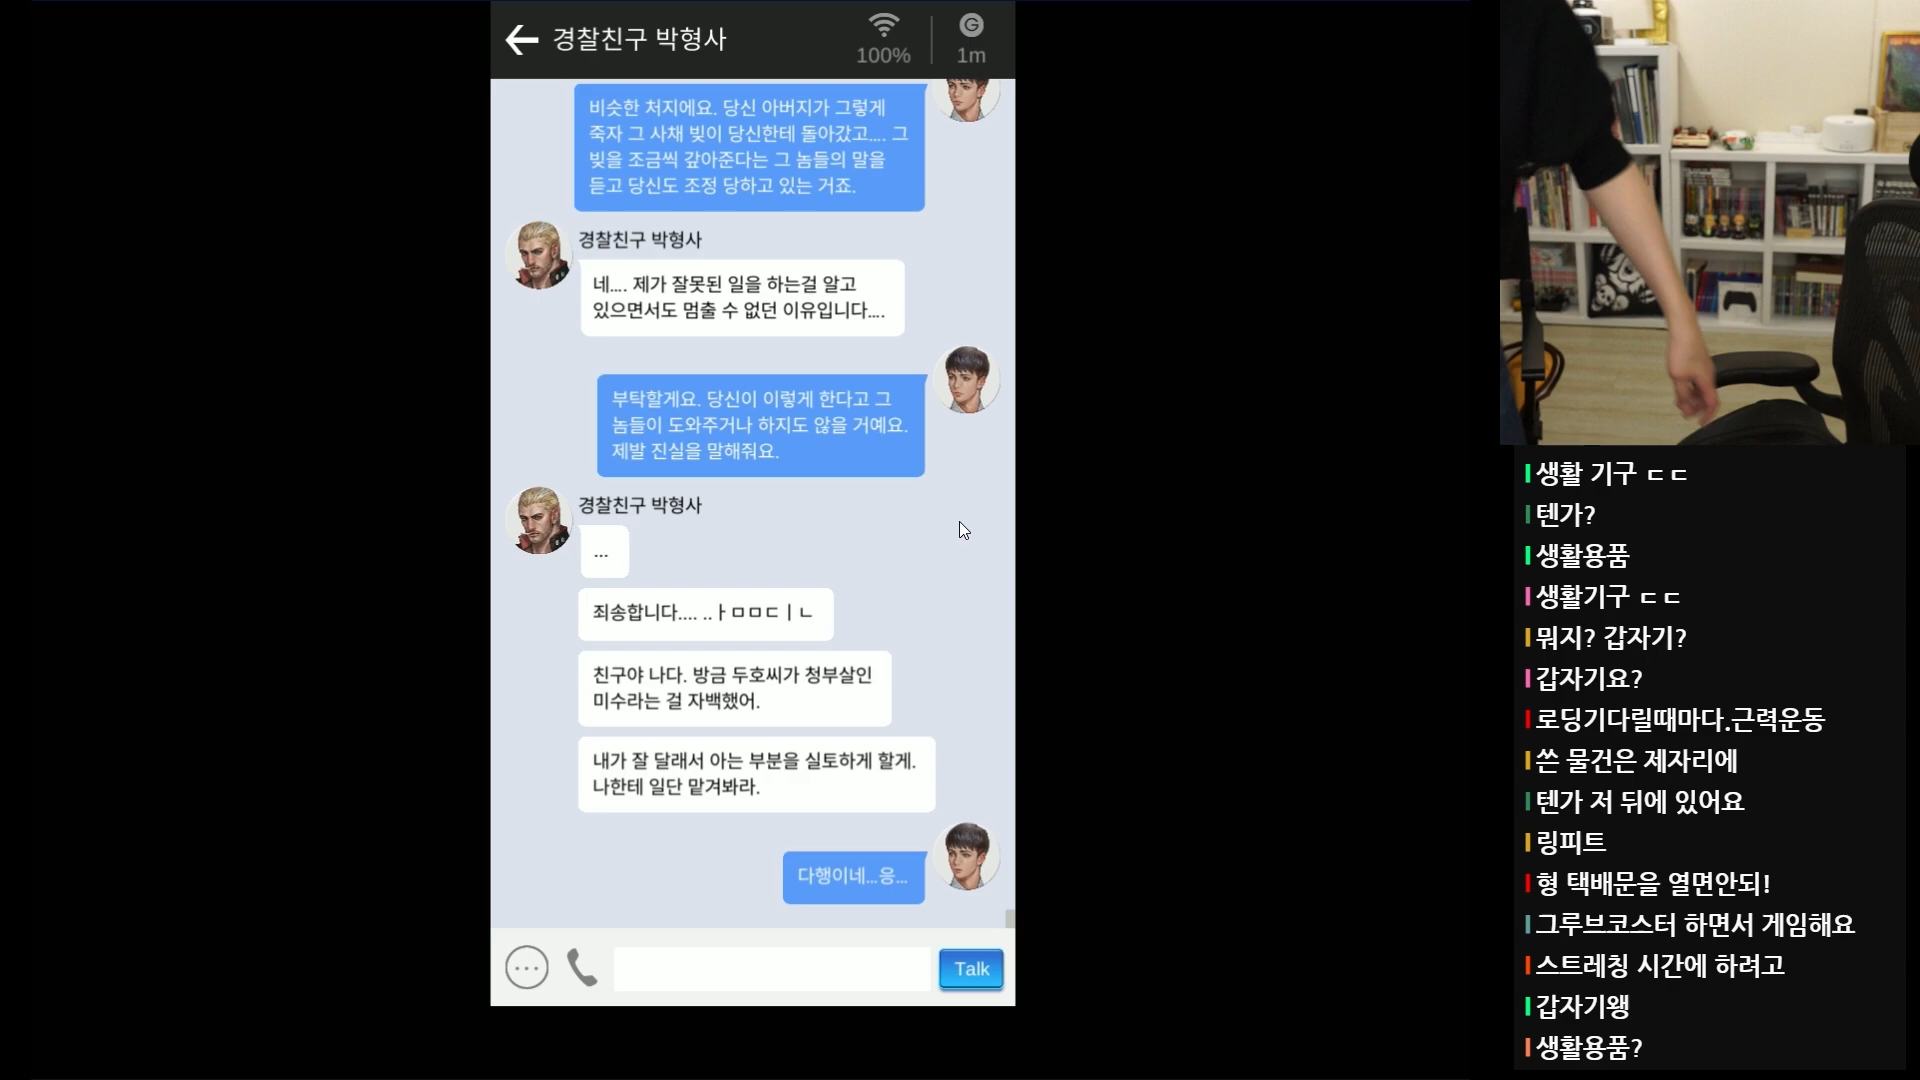 경찰친구 박형사
100%
G
1m
비슷한 처지에요. 당신 아버지가 그렇게
죽자 그 사채 빚이 당신한테 돌아갔고.... 그
빚을 조금씩 갚아준다는 그 놈들의 말을
듣고 당신도 조정 당하고 있는 거죠.
경찰친구 박형사
네.... 제가 잘못된 일을 하는걸 알고
있으면서도 멈출 수 없던 이유입니다....
부탁할게요. 당신이 이렇게 한다고 그
놈들이 도와주거나 하지도 않을 거예요.
제발 진실을 말해줘요.
경찰친구 박형사
...
죄송합니다.... ..ㅏㅁㅁㄷㅣㄴ
친구야 나다. 방금 두호씨가 청부살인
미수라는 걸 자백했어.
내가 잘 달래서 아는 부분을 실토하게 할게.
나한테 일단 맡겨봐라.
다행이네...응...
Talk
생활 기구 ㄷㄷ
텐가?
생활용품
생활기구 ㄷㄷ
뭐지? 갑자기?
갑자기요?
로딩기다릴때마다.근력운동
쓴 물건은 제자리에
텐가 저 뒤에 있어요
링피트
형 택배문을 열면안되!
그루브코스터 하면서 게임해요
스트레칭 시간에 하려고
갑자기왱
생활용품?